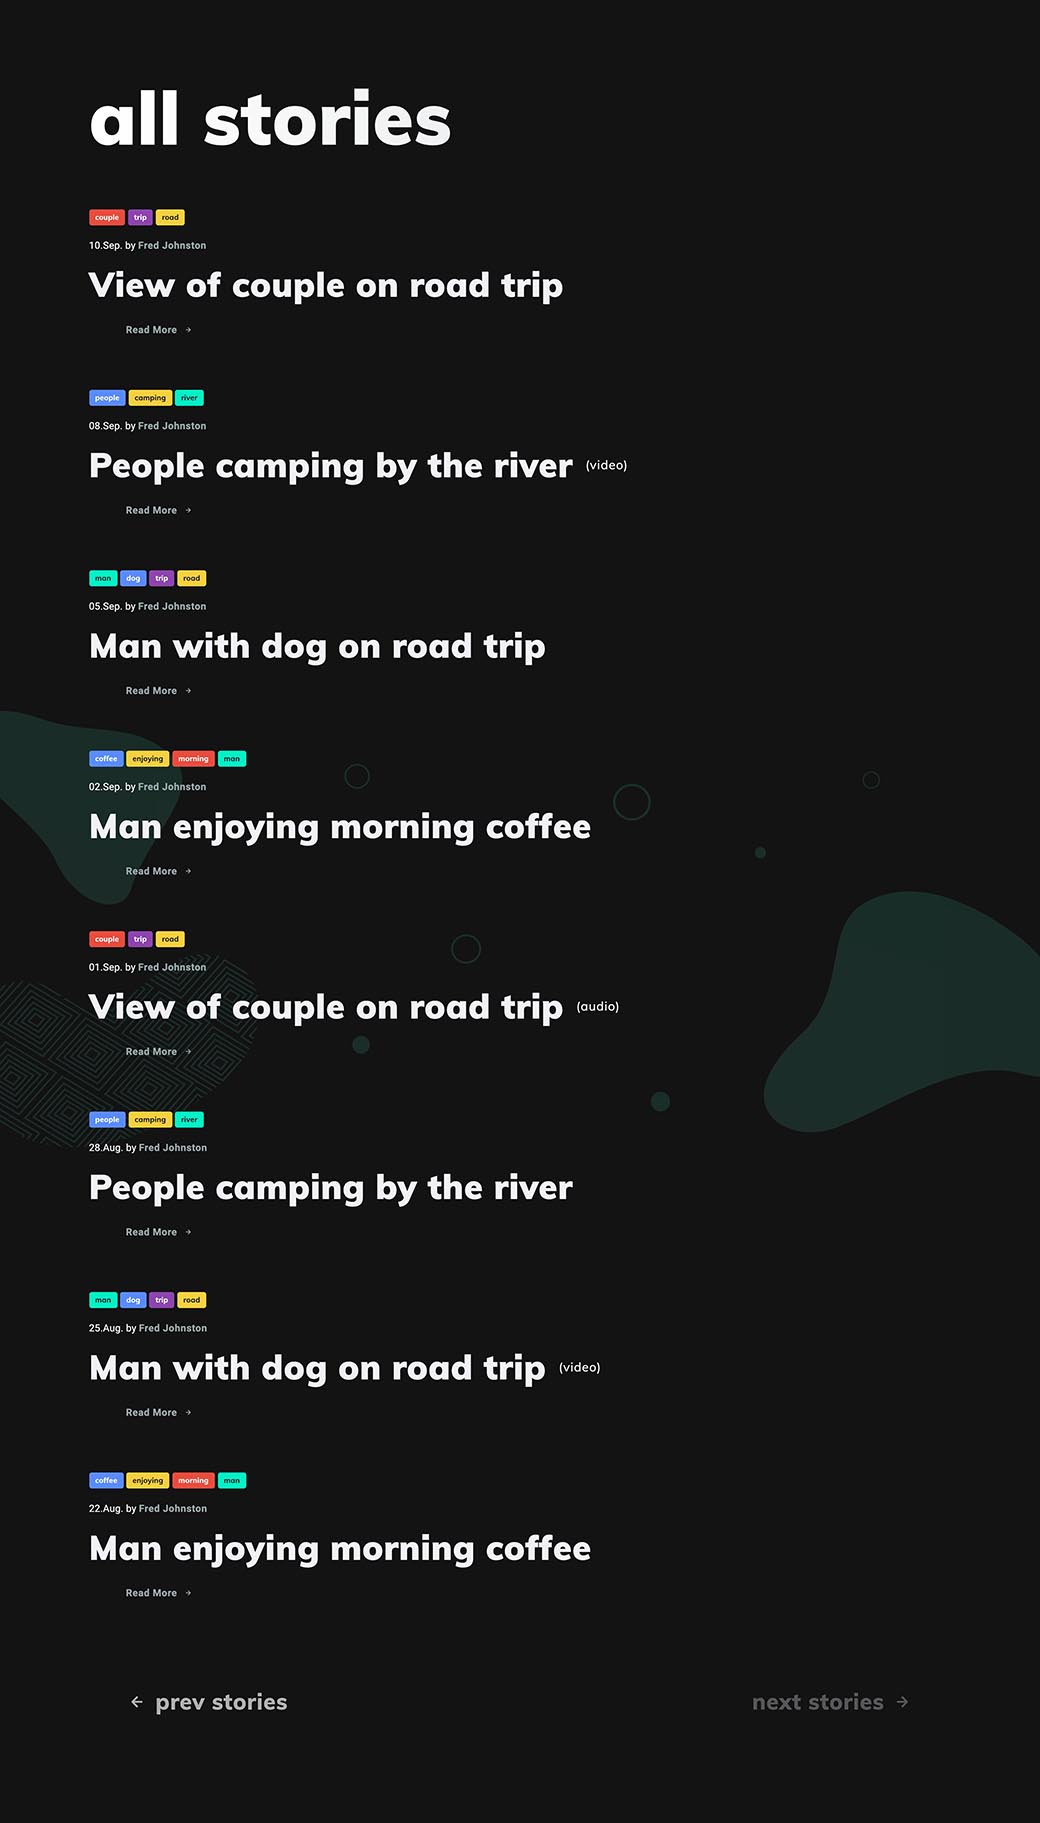 all stories
couple trip road
10.Sep. by Fred Johnston
View of couple on road trip
Read More →
people camping river
08.Sep. by Fred Johnston
People camping by the river (video)
Read More →
man dog trip road
05.Sep. by Fred Johnston
Man with dog on road trip
Read More →
coffee enjoying morning man
02.Sep. by Fred Johnston
Man enjoying morning coffee
Read More →
couple trip road
01.Sep. by Fred Johnston
View of couple on road trip (audio)
Read More →
people camping river
28.Aug. by Fred Johnston
People camping by the river
Read More →
man dog trip road
25.Aug. by Fred Johnston
Man with dog on road trip (video)
Read More →
coffee enjoying morning man
22.Aug. by Fred Johnston
Man enjoying morning coffee
Read More →
← prev stories next stories →